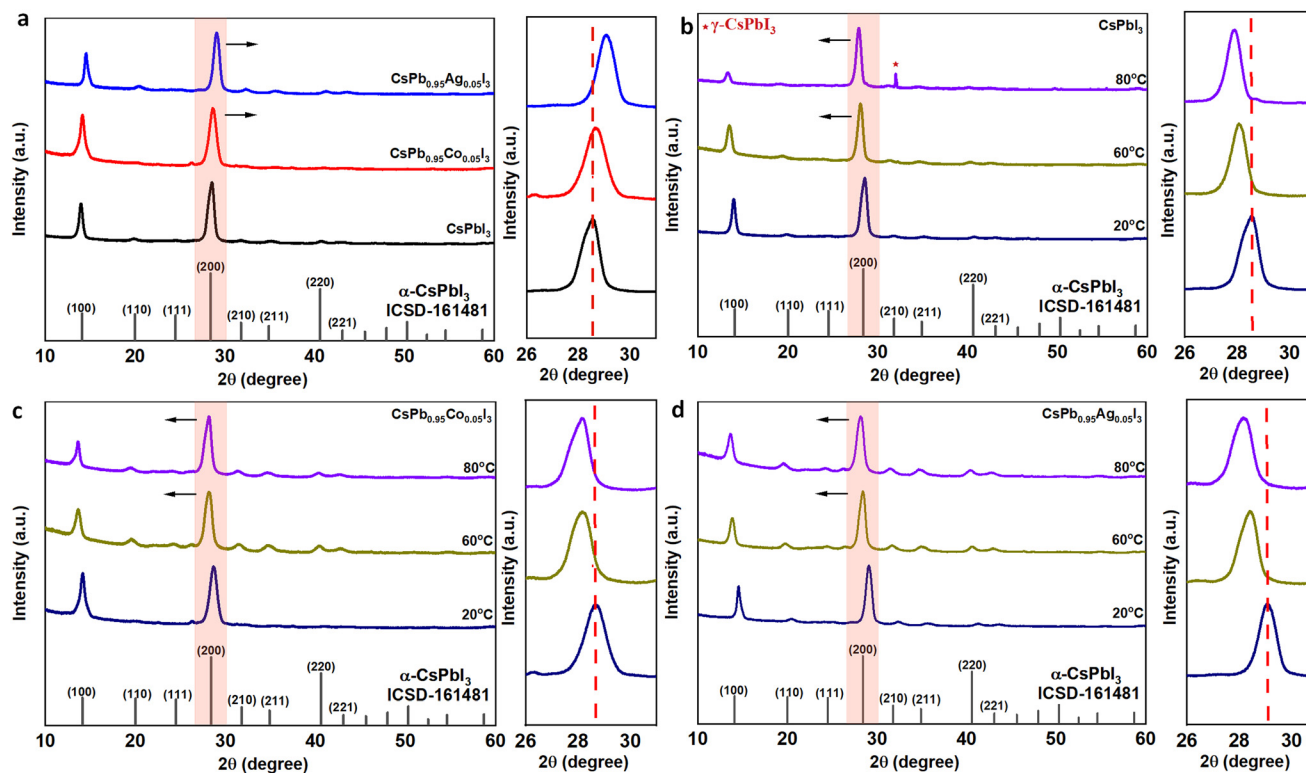 a
CsPb0.95Ag0.05I3
CsPb0.95Co0.05I3
CsPbI3
(200)
(220)
(100)
(110)
(111)
(210)
(211)
(221)
α-CsPbI3
ICSD-161481
Intensity (a.u.)
10 20 30 40 50 60
2θ (degree)
Intensity (a.u.)
26 28 30
2θ (degree)
b
★ γ-CsPbI3
CsPbI3
★
80°C
60°C
20°C
(200)
(220)
(100)
(110)
(111)
(210)
(211)
(221)
α-CsPbI3
ICSD-161481
Intensity (a.u.)
10 20 30 40 50 60
2θ (degree)
Intensity (a.u.)
26 28 30
2θ (degree)
c
CsPb0.95Co0.05I3
80°C
60°C
20°C
(200)
(220)
(100)
(110)
(111)
(210)
(211)
(221)
α-CsPbI3
ICSD-161481
Intensity (a.u.)
10 20 30 40 50 60
2θ (degree)
Intensity (a.u.)
26 28 30
2θ (degree)
d
CsPb0.95Ag0.05I3
80°C
60°C
20°C
(200)
(220)
(100)
(110)
(111)
(210)
(211)
(221)
α-CsPbI3
ICSD-161481
Intensity (a.u.)
10 20 30 40 50 60
2θ (degree)
Intensity (a.u.)
26 28 30
2θ (degree)